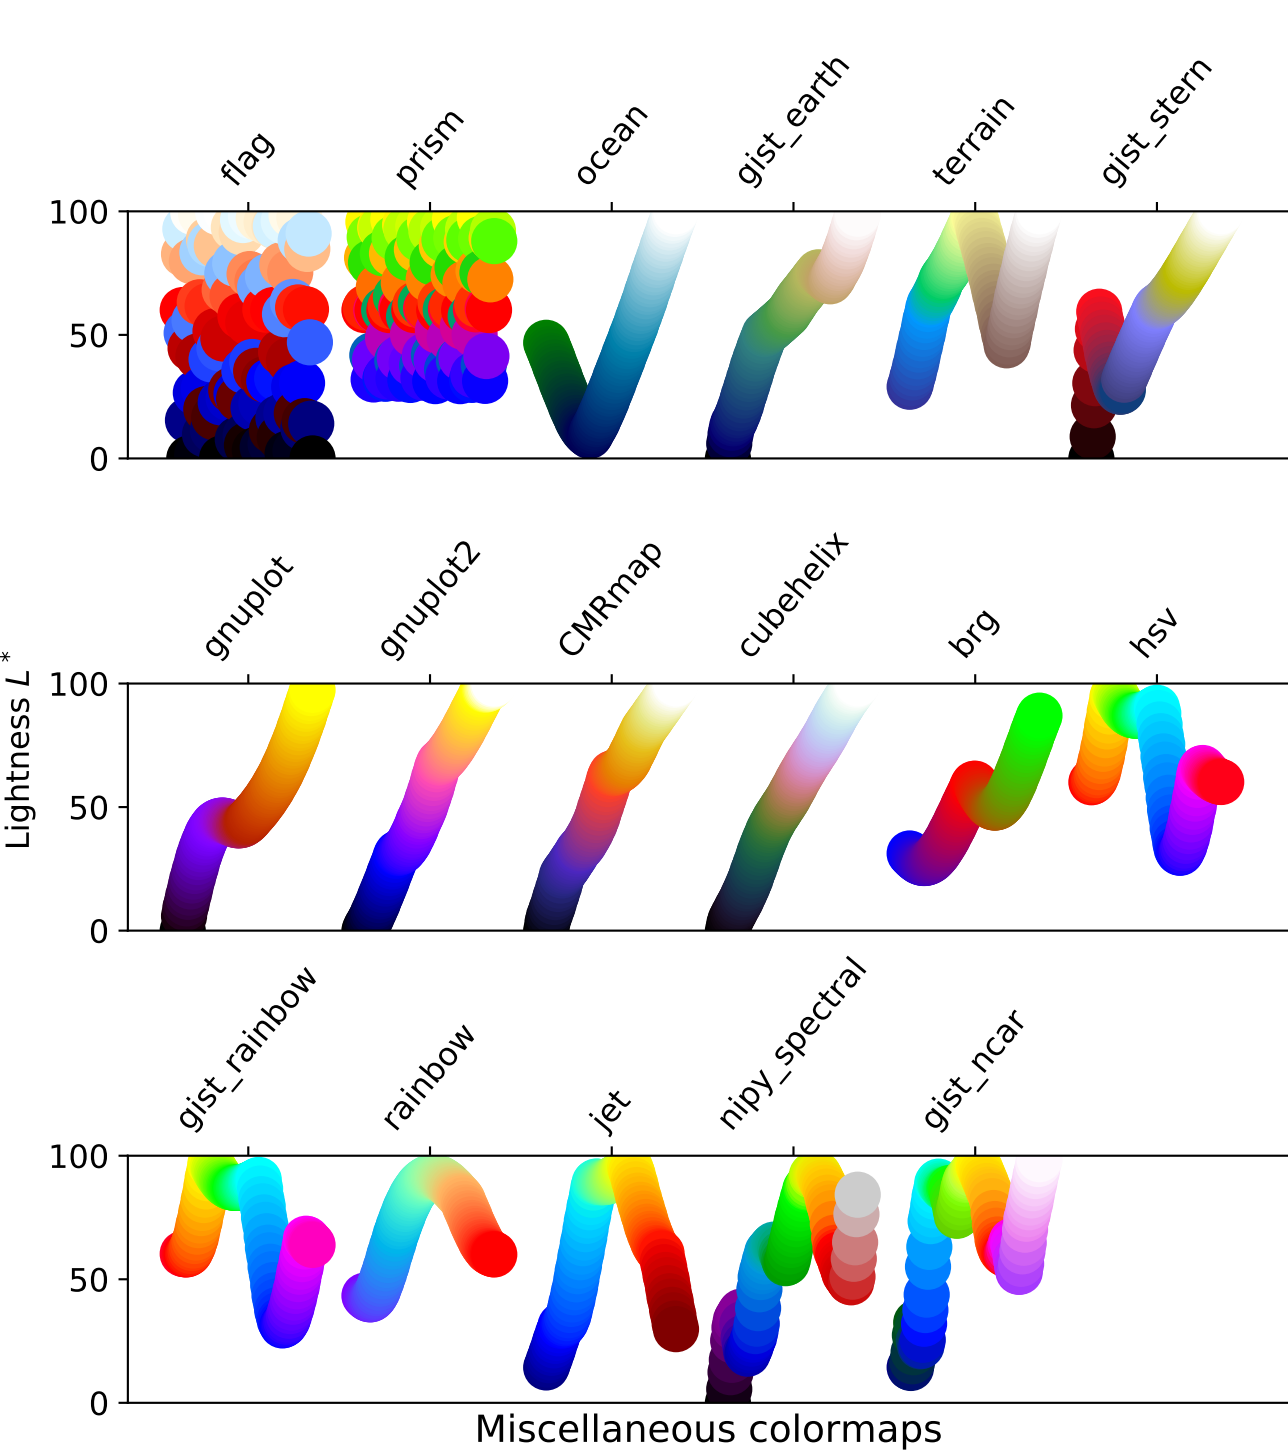 flag prism ocean gist_earth terrain gist_stern
100
50
0
gnuplot gnuplot2 CMRmap cubehelix brg hsv
Lightness L*
100
50
0
gist_rainbow rainbow jet nipy_spectral gist_ncar
100
50
0
Miscellaneous colormaps